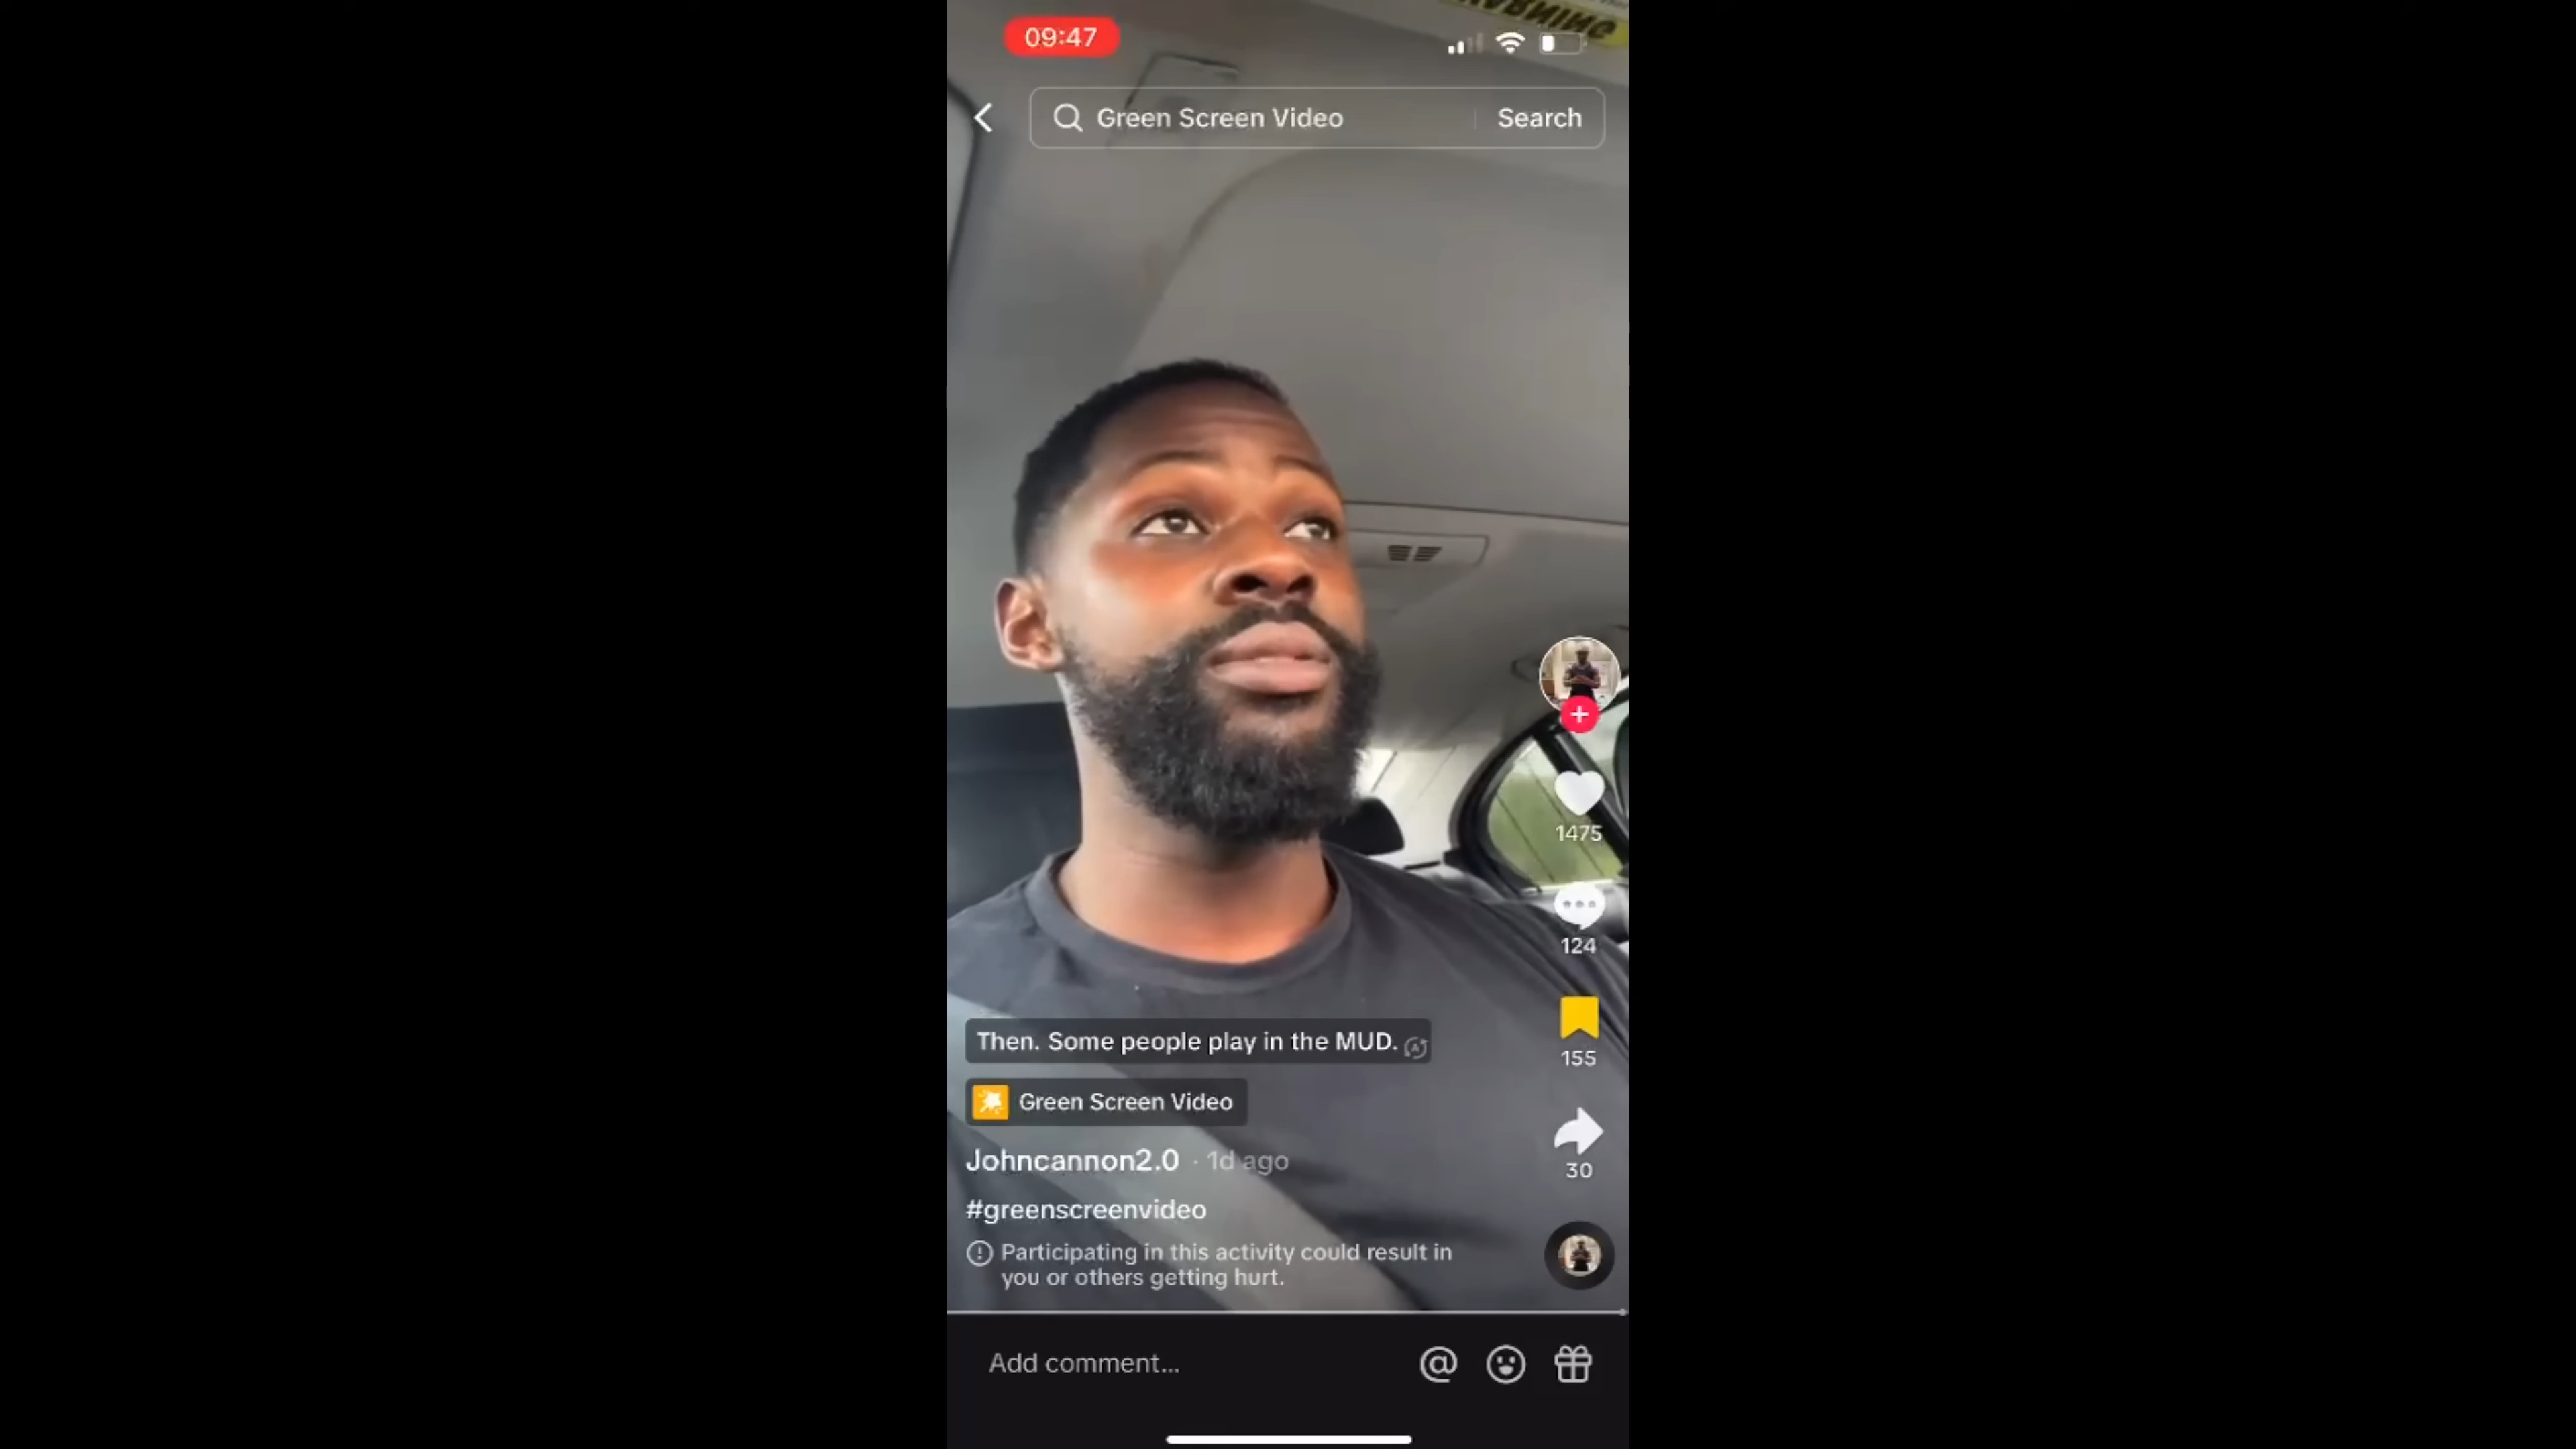 WARNING
09:47
Green Screen Video
Search
1475
124
155
30
Then. Some people play in the MUD.
Green Screen Video
Johncannon2.0 · 1d ago
#greenscreenvideo
Participating in this activity could result in
you or others getting hurt.
Add comment...